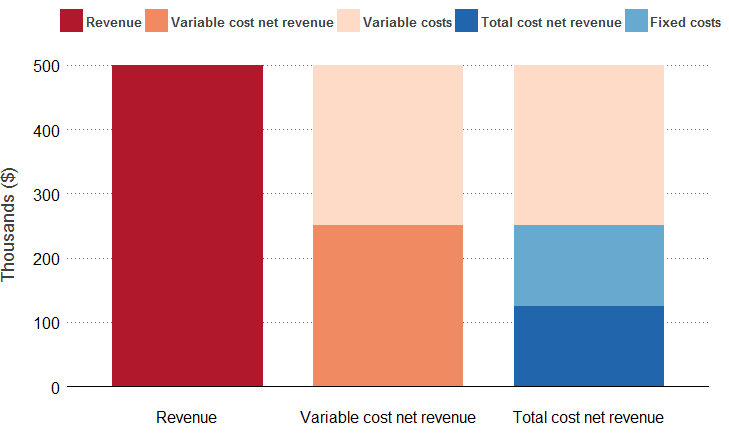 Revenue Variable cost net revenue Variable costs Total cost net revenue Fixed costs
Thousands ($)
500
400
300
200
100
0
Revenue Variable cost net revenue Total cost net revenue